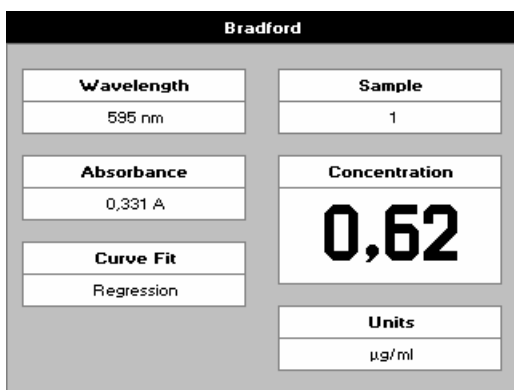 Bradford
Wavelength
595 nm
Absorbance
0,331 A
Curve Fit
Regression
Sample
1
Concentration
0,62
Units
µg/ml